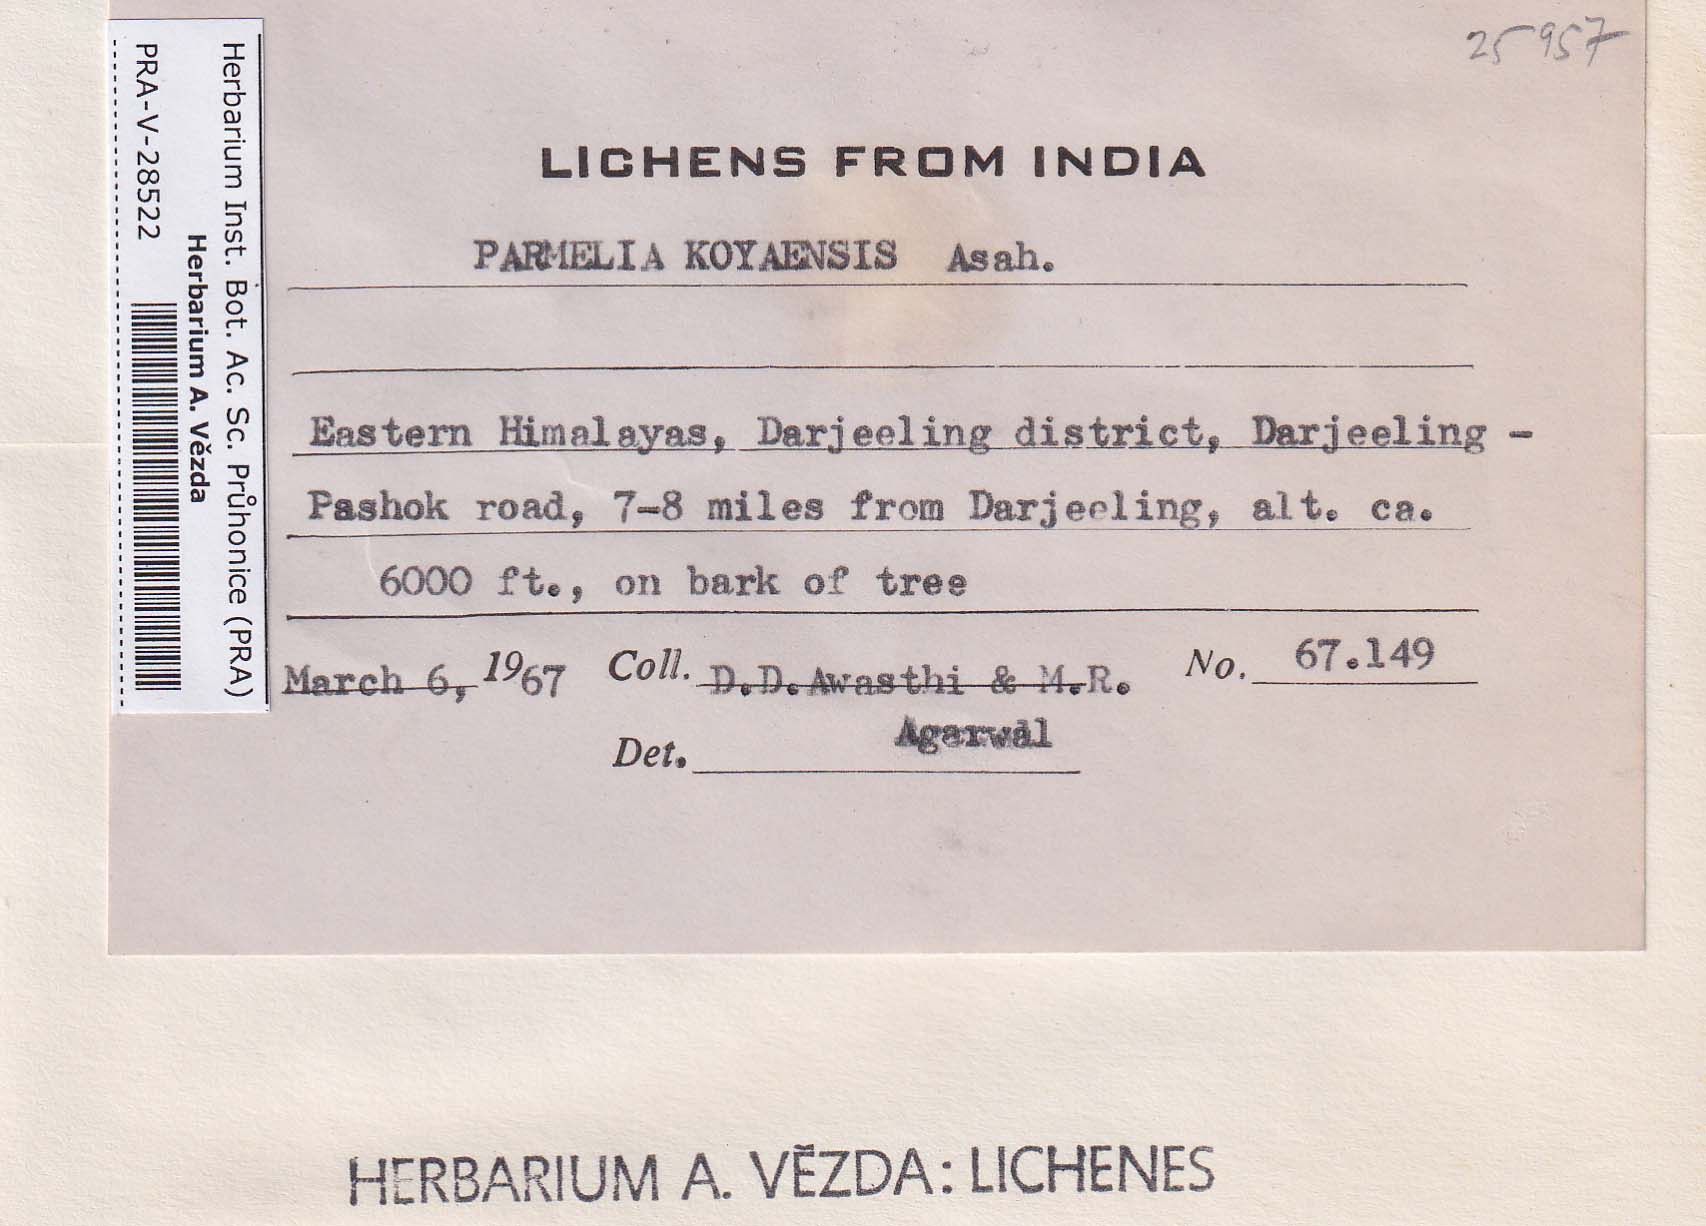 25957
LICHENS FROM INDIA
PARMELIA KOYAENSIS Asah.
Eastern Himalayas, Darjeeling district, Darjeeling -
Pashok road, 7-8 miles from Darjeeling, alt. ca.
6000 ft., on bark of tree
March 6, 1967 Coll. D.D.Awasthi & M.R. No. 67.149
Agarwal
Det.
Herbarium Inst. Bot. Ac. Sc. Průhonice (PRA)
Herbarium A. Vězda
PRA-V-28522
HERBARIUM A. VĚZDA: LICHENES